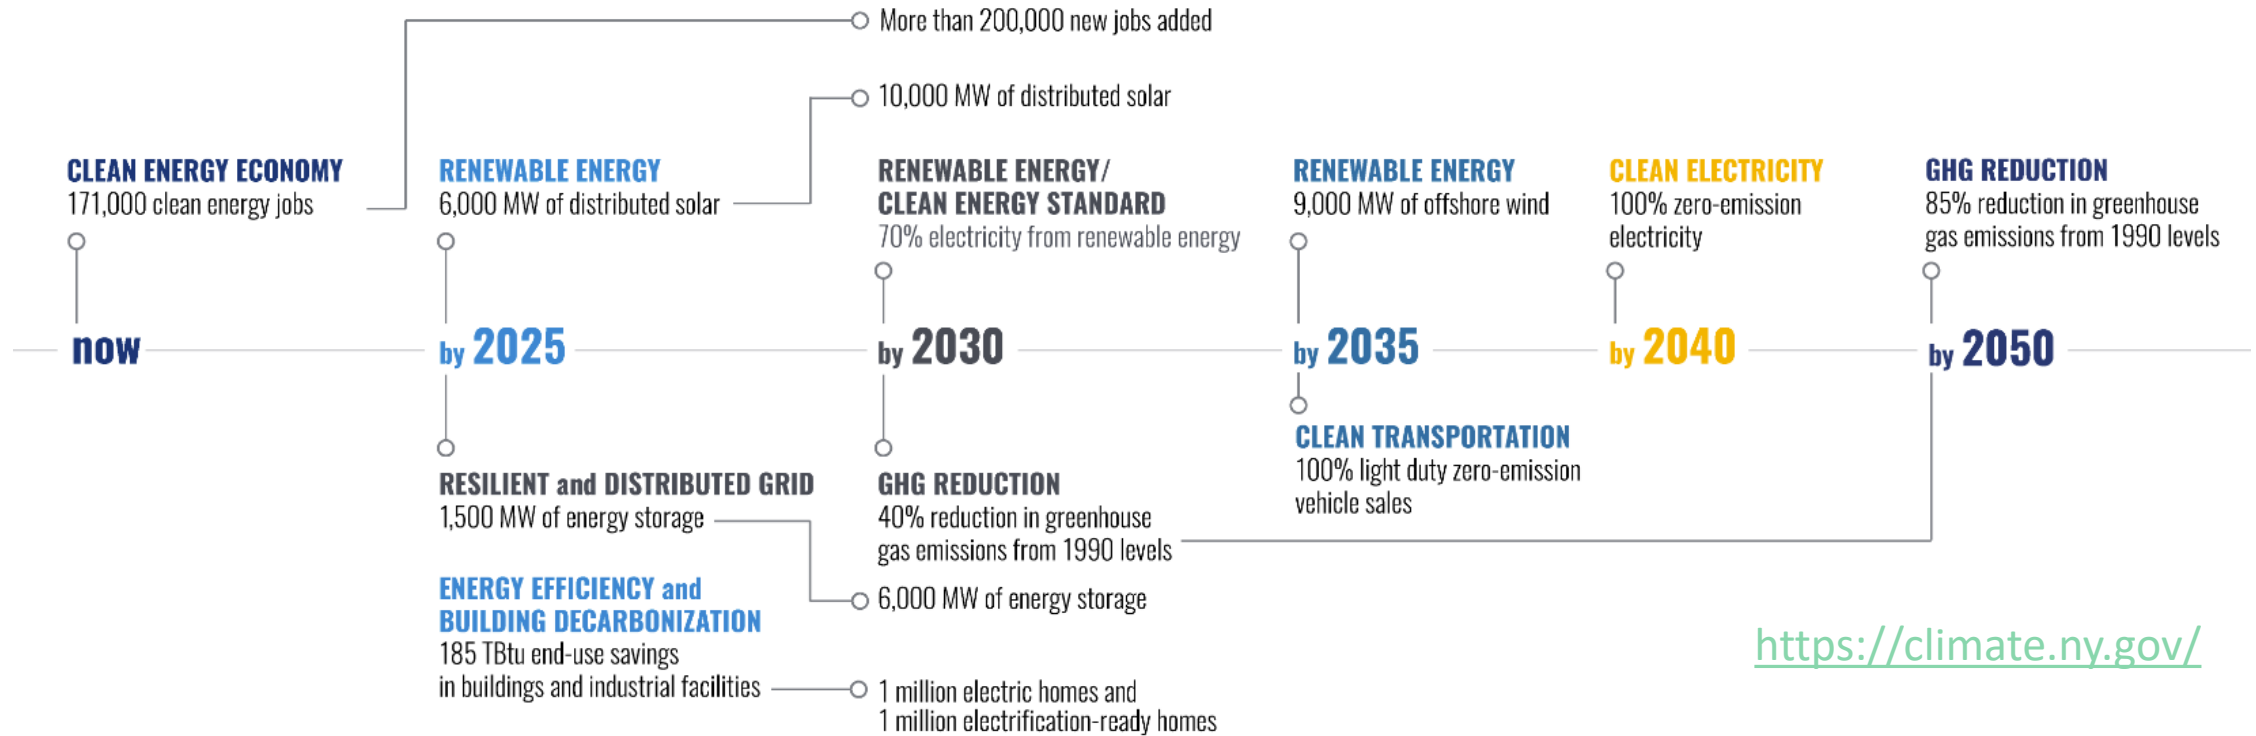 More than 200,000 new jobs added
10,000 MW of distributed solar
CLEAN ENERGY ECONOMY
171,000 clean energy jobs
RENEWABLE ENERGY
6,000 MW of distributed solar
RENEWABLE ENERGY/
CLEAN ENERGY STANDARD
70% electricity from renewable energy
RENEWABLE ENERGY
9,000 MW of offshore wind
CLEAN ELECTRICITY
100% zero-emission
electricity
GHG REDUCTION
85% reduction in greenhouse
gas emissions from 1990 levels
now
by 2025
by 2030
by 2035
by 2040
by 2050
RESILIENT and DISTRIBUTED GRID
1,500 MW of energy storage
ENERGY EFFICIENCY and
BUILDING DECARBONIZATION
185 TBtu end-use savings
in buildings and industrial facilities
GHG REDUCTION
40% reduction in greenhouse
gas emissions from 1990 levels
6,000 MW of energy storage
1 million electric homes and
1 million electrification-ready homes
CLEAN TRANSPORTATION
100% light duty zero-emission
vehicle sales
https://climate.ny.gov/